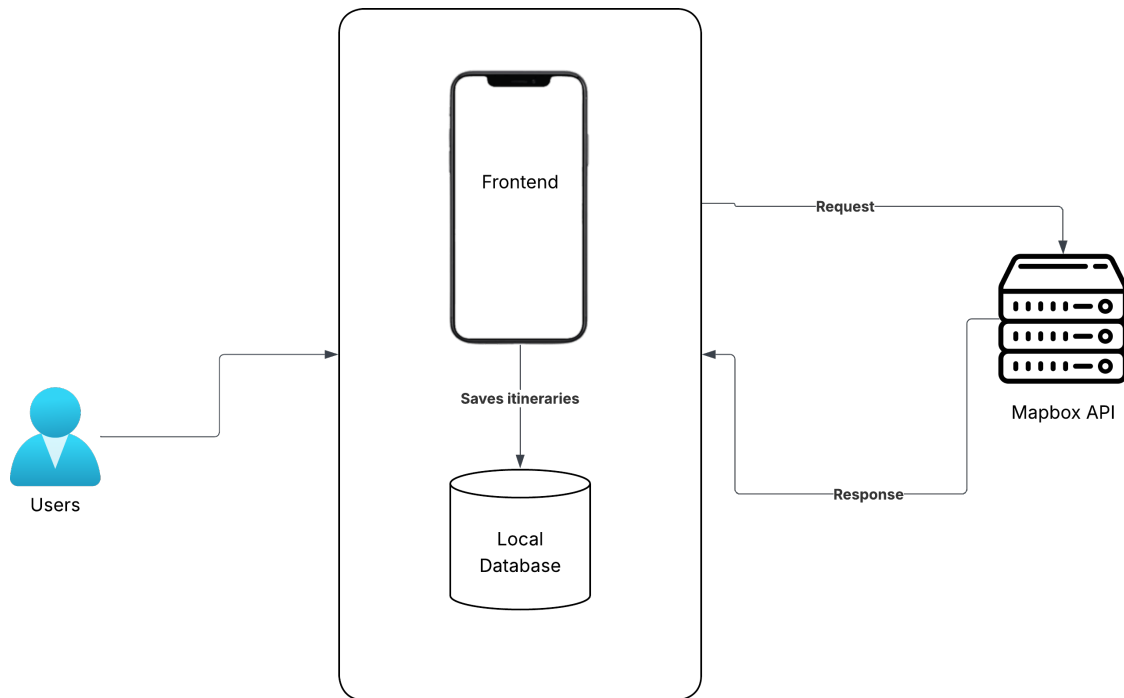 Frontend
Request
Saves itineraries
Mapbox API
Users
Response
Local
Database